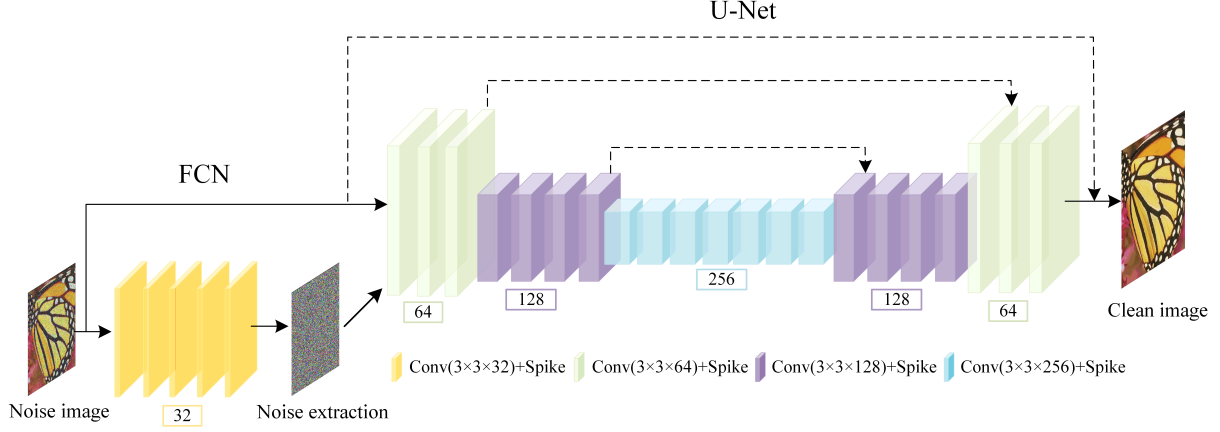 U-Net
FCN
64
128
256
128
64
Clean image
Conv(3×3×32)+Spike
Conv(3×3×64)+Spike
Conv(3×3×128)+Spike
Conv(3×3×256)+Spike
Noise image
32
Noise extraction